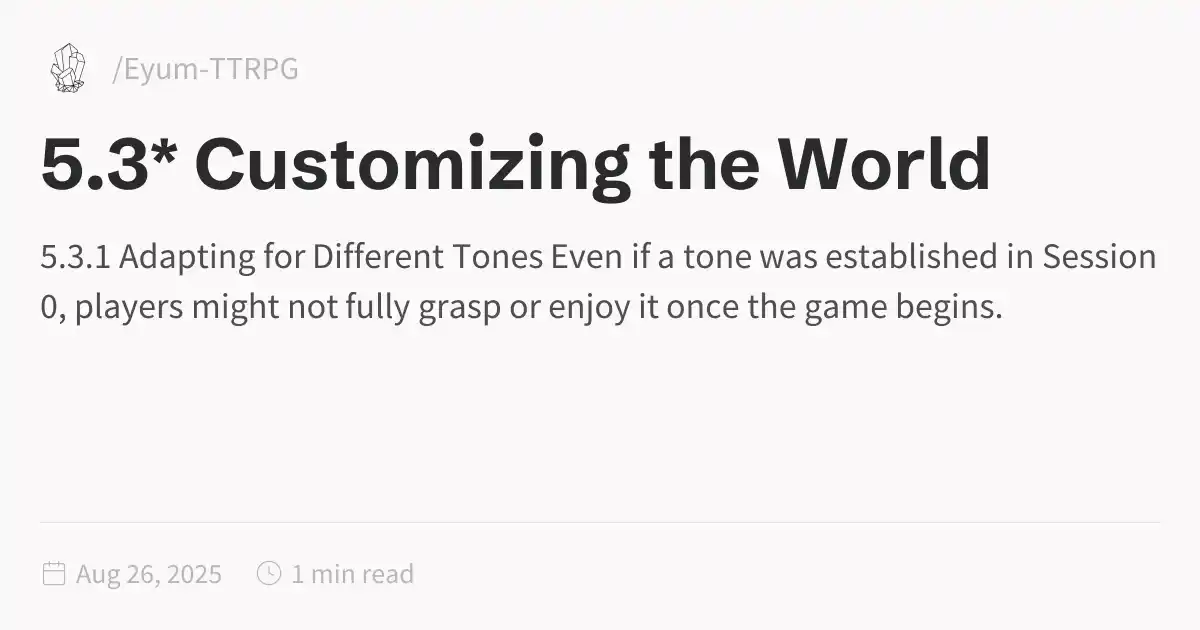 /Eyum-TTRPG
5.3* Customizing the World
5.3.1 Adapting for Different Tones Even if a tone was established in Session
0, players might not fully grasp or enjoy it once the game begins.
Aug 26, 2025 1 min read